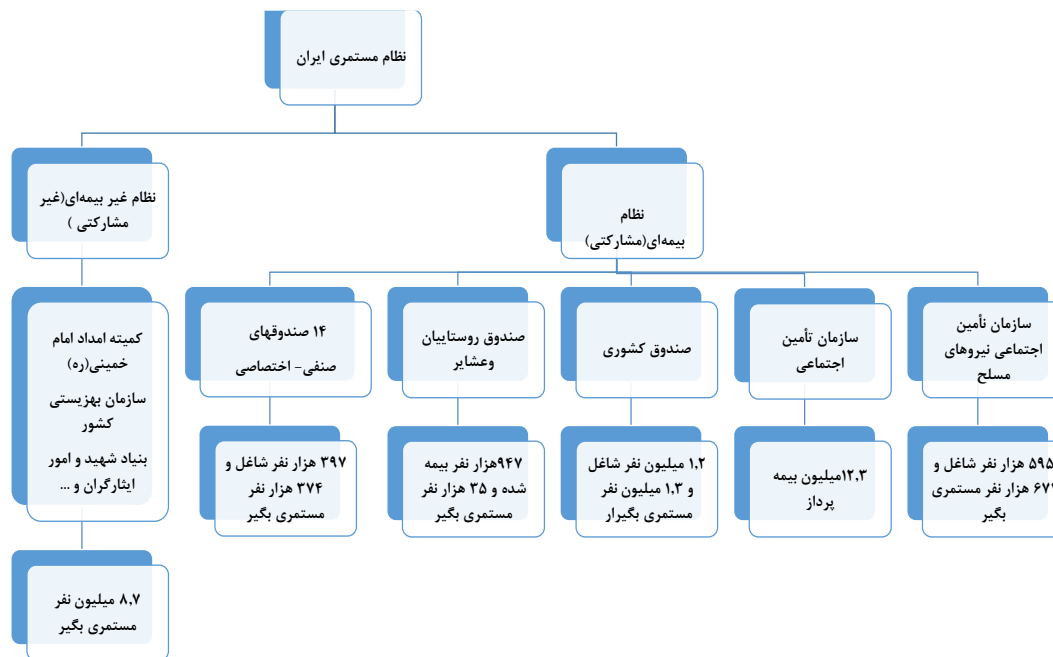 نظام مستمری ایران
نظام
بیمه‌ای(مشارکتی)
نظام غیر بیمه‌ای(غیر
مشارکتی )
سازمان تأمین
اجتماعی نیروهای
مسلح
سازمان تأمین
اجتماعی
صندوق کشوری
صندوق روستاییان
وعشایر
۱۴ صندوقهای
صنفی- اختصاصی
کمیته امداد امام
خمینی(ره)
سازمان بهزیستی
کشور
بنیاد شهید و امور
ایثارگران و ...
۵۹۵ هزار نفر شاغل و
هزار نفر مستمری
بگیر
۱۲,۳میلیون بیمه
پرداز
۱,۲ میلیون نفر شاغل
و ۱,۳ میلیون نفر
مستمری بگیرار
۹۴۷هزار نفر بیمه
شده و ۳۵ هزار نفر
مستمری بگیر
۳۹۷ هزار نفر شاغل و
۳۷۴ هزار نفر
مستمری بگیر
۸,۷ میلیون نفر
مستمری بگیر